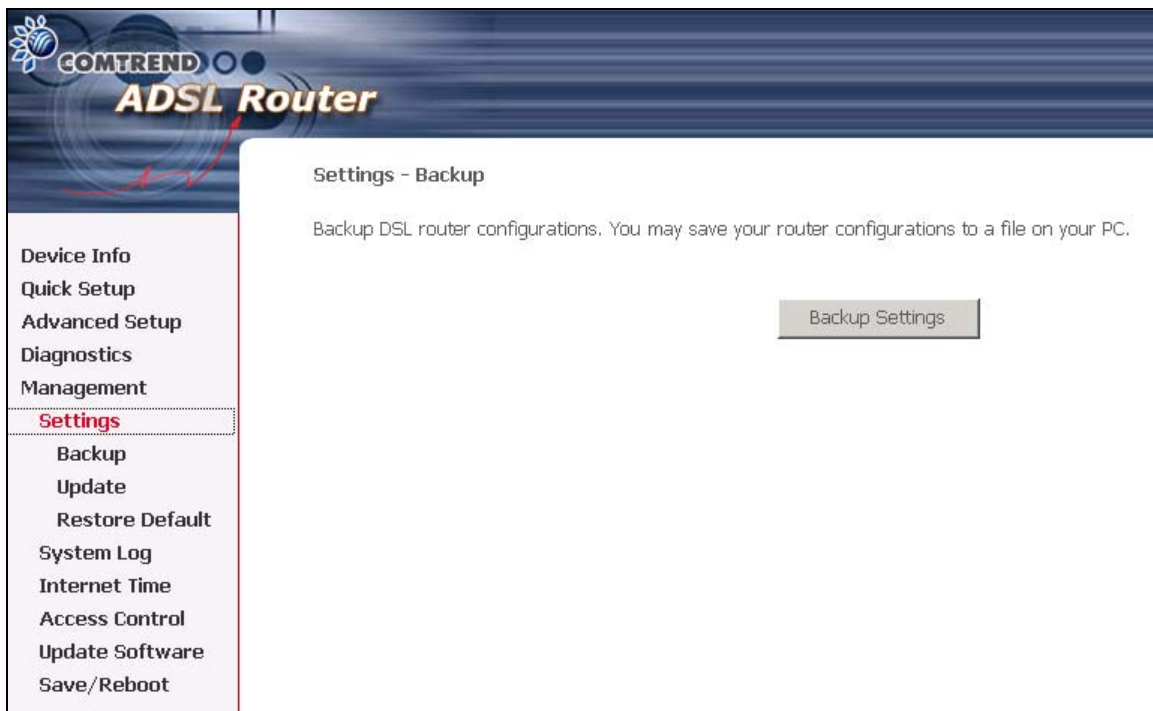 COMTREND
ADSL Router
Settings - Backup
Backup DSL router configurations. You may save your router configurations to a file on your PC.
Backup Settings
Device Info
Quick Setup
Advanced Setup
Diagnostics
Management
Settings
Backup
Update
Restore Default
System Log
Internet Time
Access Control
Update Software
Save/Reboot